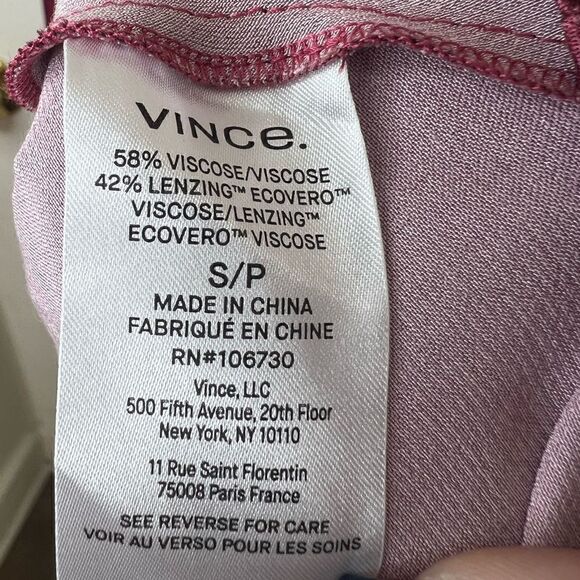 VINCE.
58% VISCOSE/VISCOSE
42% LENZING™ ECOVERO™
VISCOSE/LENZING™
ECOVERO™ VISCOSE
S/P
MADE IN CHINA
FABRIQUÉ EN CHINE
RN#106730
Vince, LLC
500 Fifth Avenue, 20th Floor
New York, NY 10110
11 Rue Saint Florentin
75008 Paris France
SEE REVERSE FOR CARE
VOIR AU VERSO POUR LES SOINS